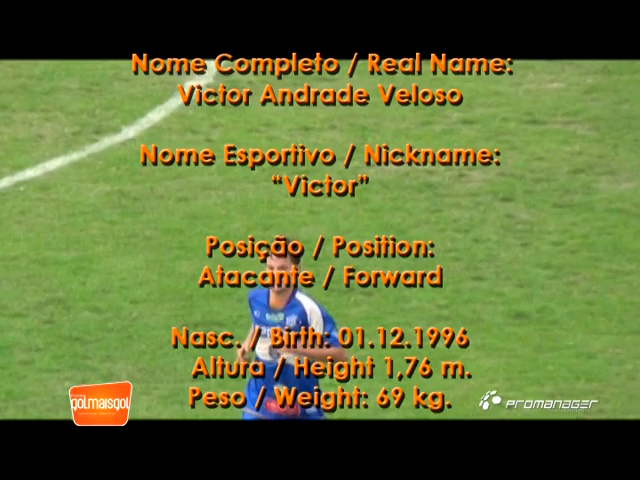 Nome Completo / Real Name:
Victor Andrade Veloso
Nome Esportivo / Nickname:
“Victor”
Posição / Position:
Atacante / Forward
Nasc. / Birth: 01.12.1996
Altura / Height 1,76 m.
Peso / Weight: 69 kg.
golmaisgol
PROMANAGER